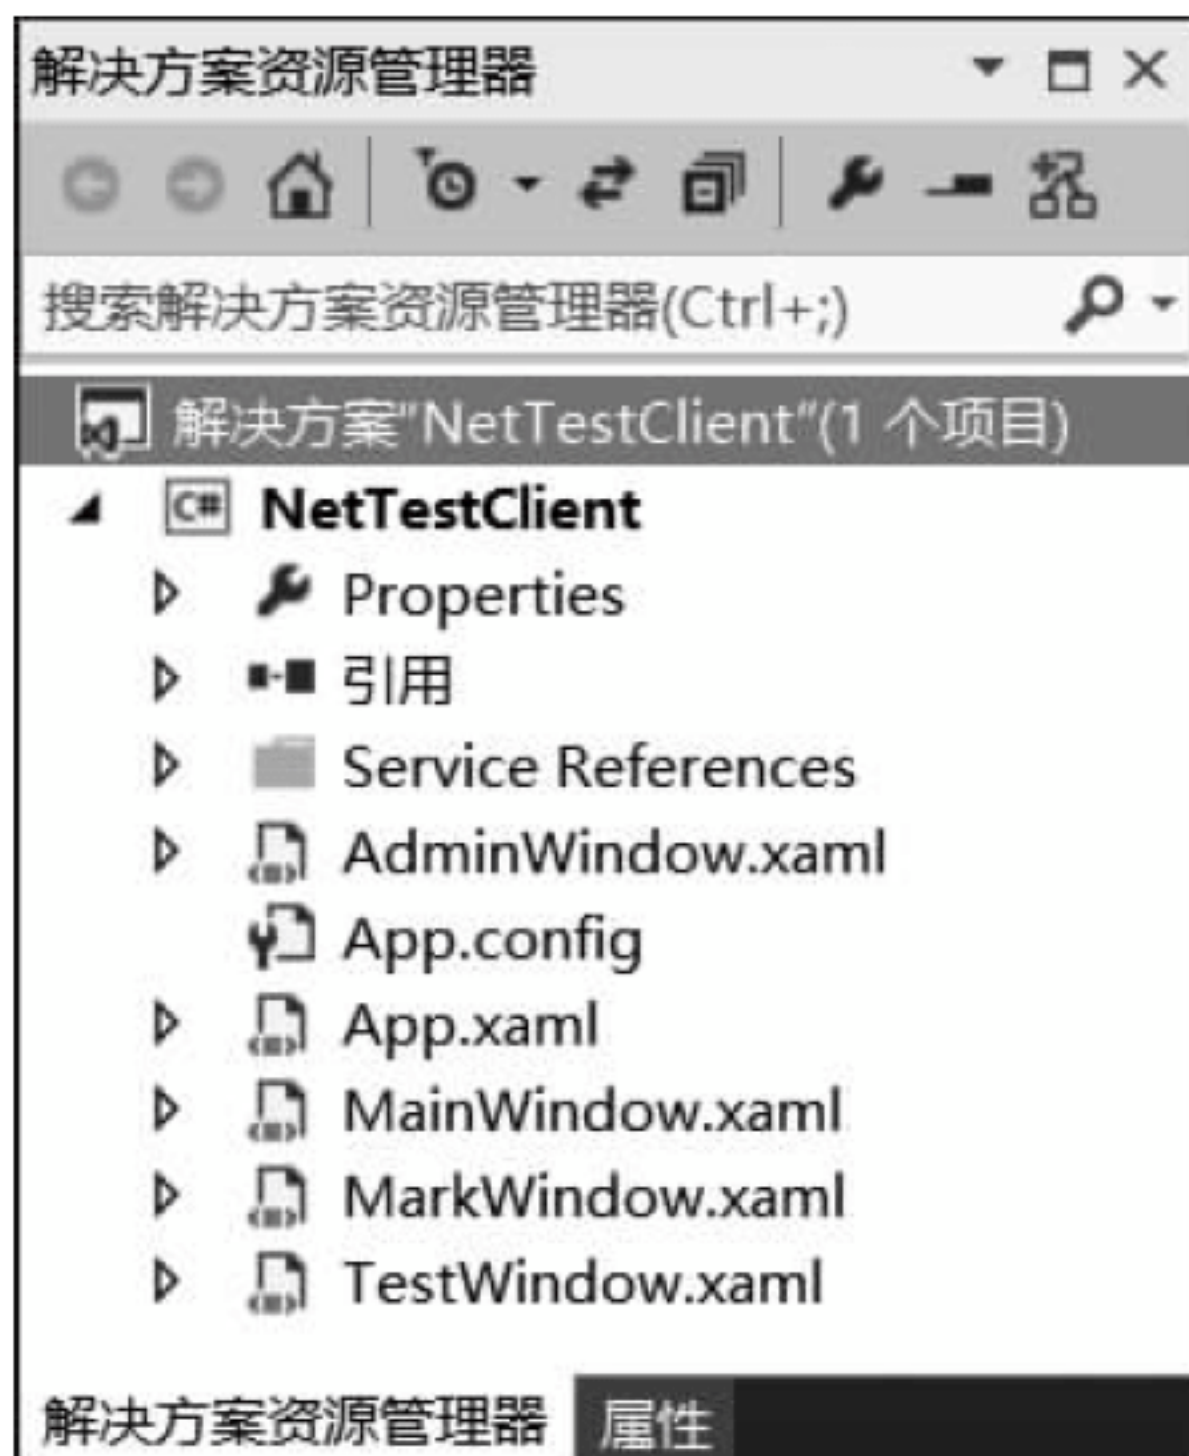 解决方案资源管理器
搜索解决方案资源管理器(Ctrl+;)
解决方案"NetTestClient"(1 个项目)
C# NetTestClient
Properties
引用
Service References
AdminWindow.xaml
App.config
App.xaml
MainWindow.xaml
MarkWindow.xaml
TestWindow.xaml
解决方案资源管理器 属性